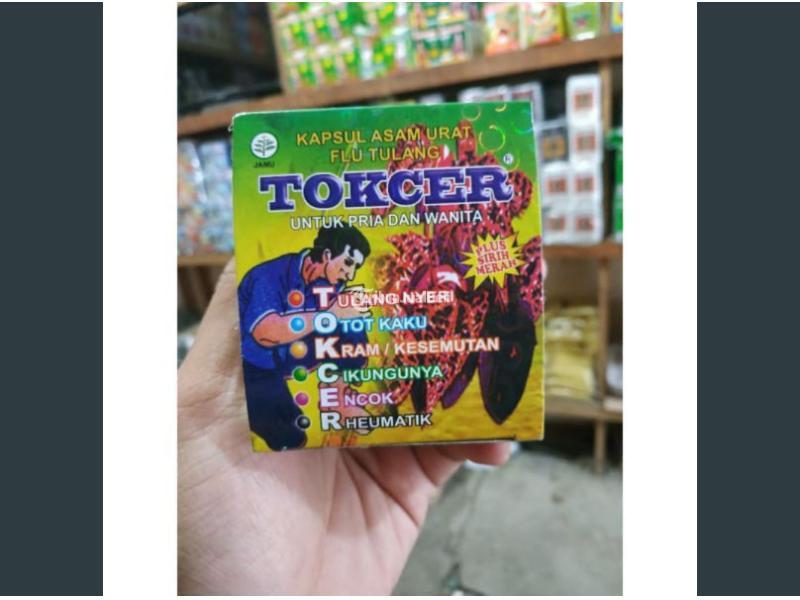 KAPSUL ASAM URAT
FLU TULANG
JAMU
TOKCER ®
UNTUK PRIA DAN WANITA
PLUS
SIRIH
MERAH
TULANG NYERI
OTOT KAKU
KRAM / KESEMUTAN
CIKUNGUNYA
ENCOK
RHEUMATIK